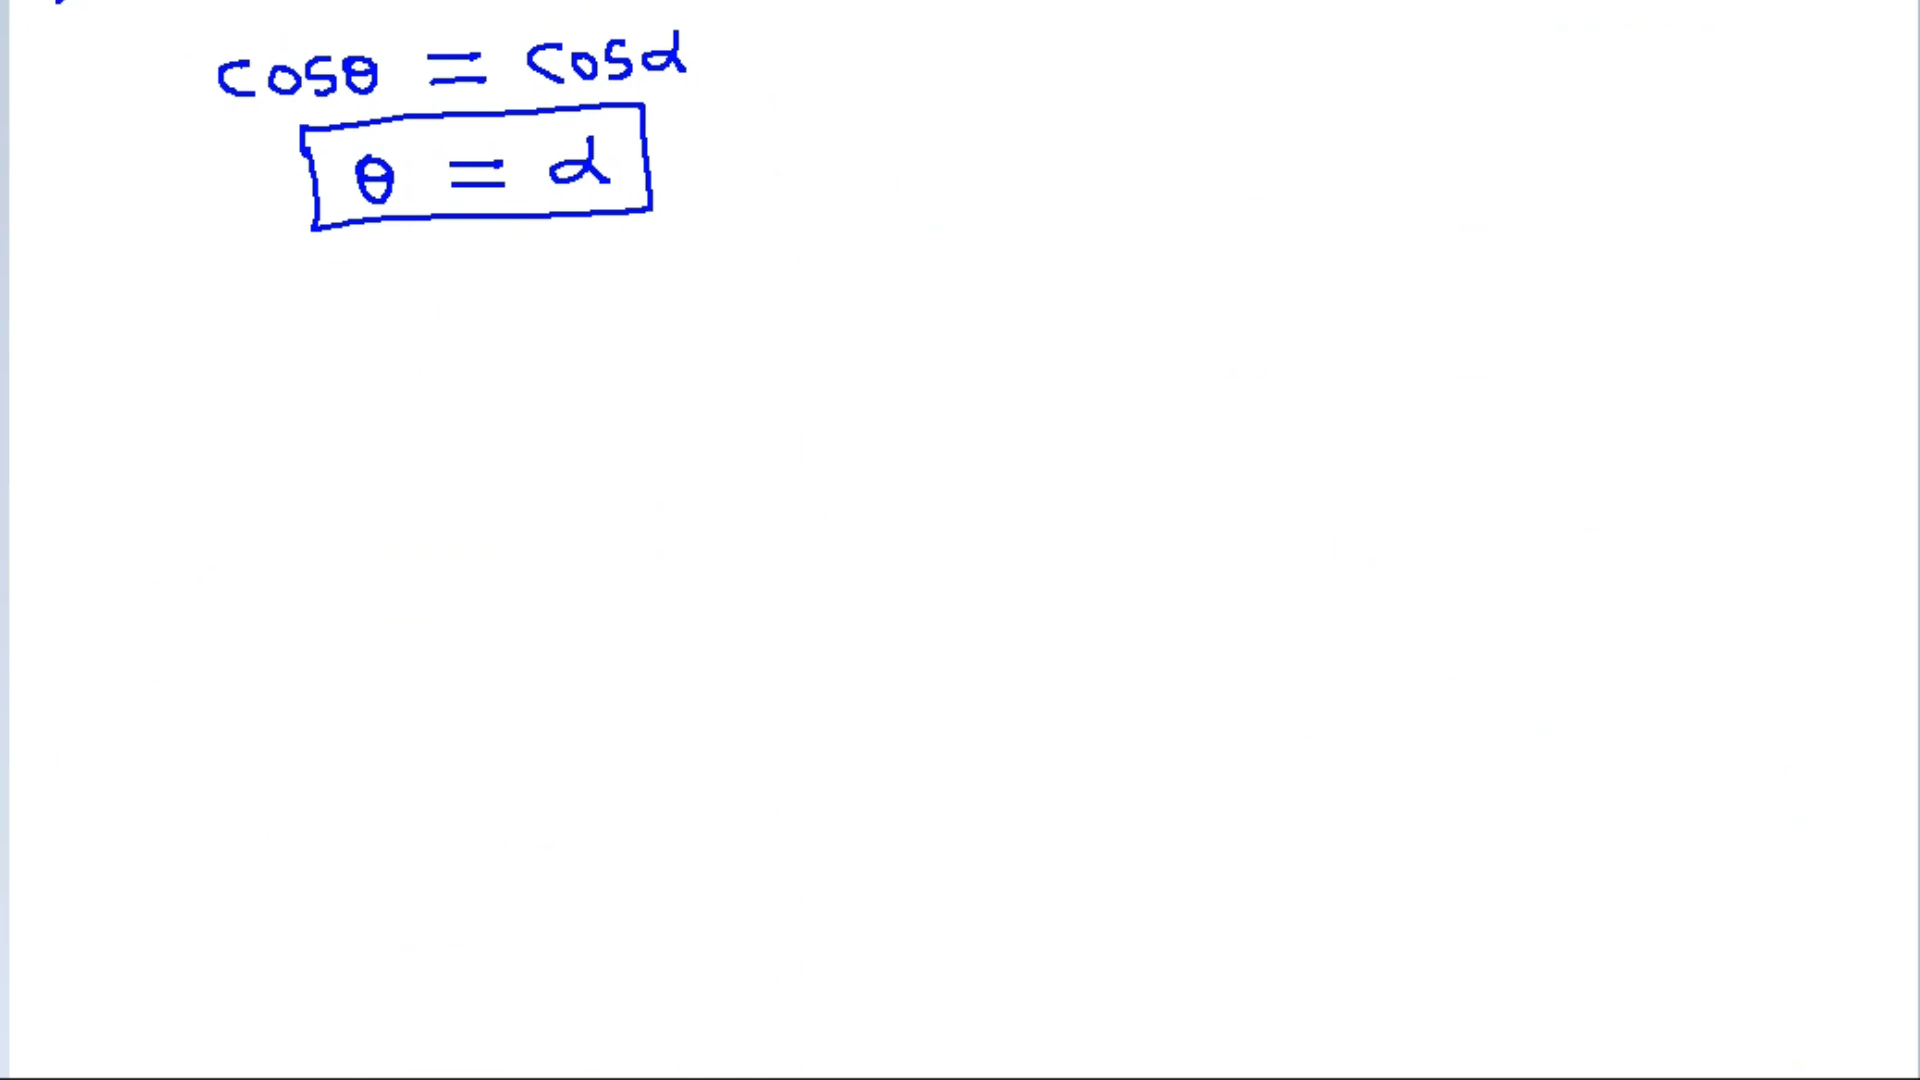 cosθ = cosα
θ = α